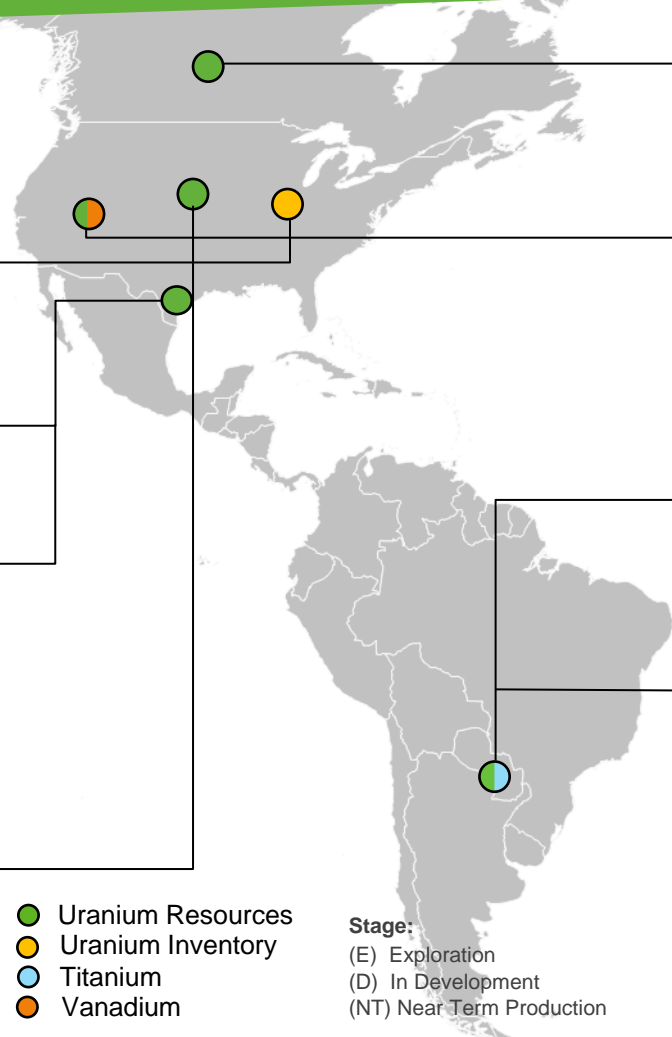 Uranium Resources
Uranium Inventory
Titanium
Vanadium
Stage:
(E) Exploration
(D) In Development
(NT) Near Term Production